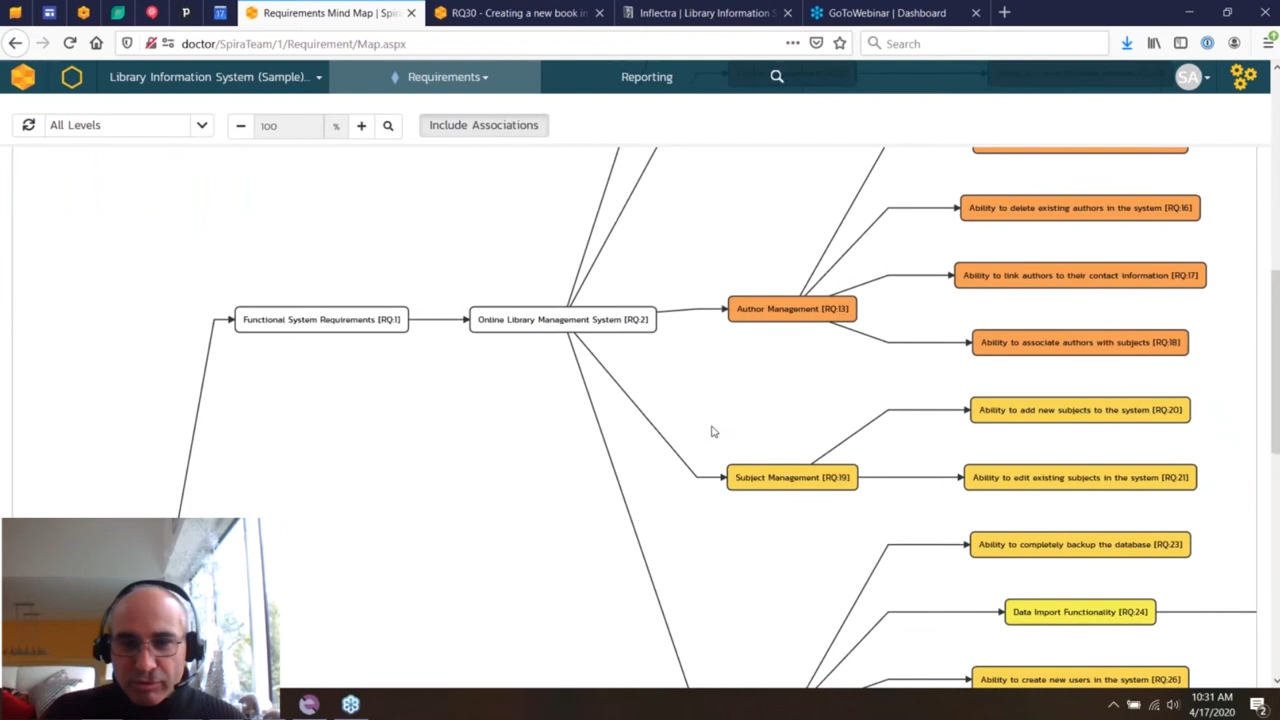 Requirements Mind Map | Spira
RQ30 - Creating a new book in
Inflectra | Library Information S
GoToWebinar | Dashboard
doctor/SpiraTeam/1/Requirement/Map.aspx
Search
Library Information System (Sample)...
Requirements
Reporting
SA
All Levels
100
%
Include Associations
Ability to delete existing authors in the system [RQ:16]
Ability to link authors to their contact information [RQ:17]
Author Management [RQ:13]
Functional System Requirements [RQ:1]
Online Library Management System [RQ:2]
Ability to associate authors with subjects [RQ:18]
Ability to add new subjects to the system [RQ:20]
Subject Management [RQ:19]
Ability to edit existing subjects in the system [RQ:21]
Ability to completely backup the database [RQ:23]
Data Import Functionality [RQ:24]
Ability to create new users in the system [RQ:26]
10:31 AM
4/17/2020
2